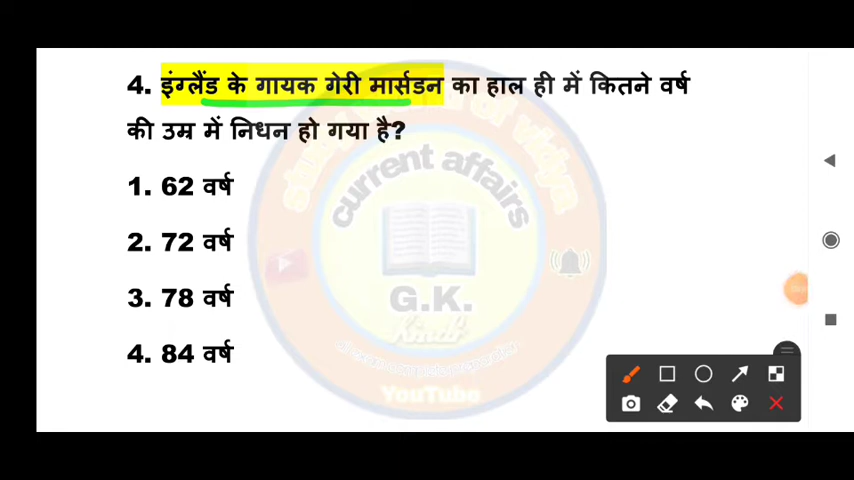 4. इंग्लैंड के गायक गेरी मार्सडन का हाल ही में कितने वर्ष
की उम्र में निधन हो गया है?
1. 62 वर्ष
2. 72 वर्ष
3. 78 वर्ष
4. 84 वर्ष
current affairs
G.K.
hindi
YouTube